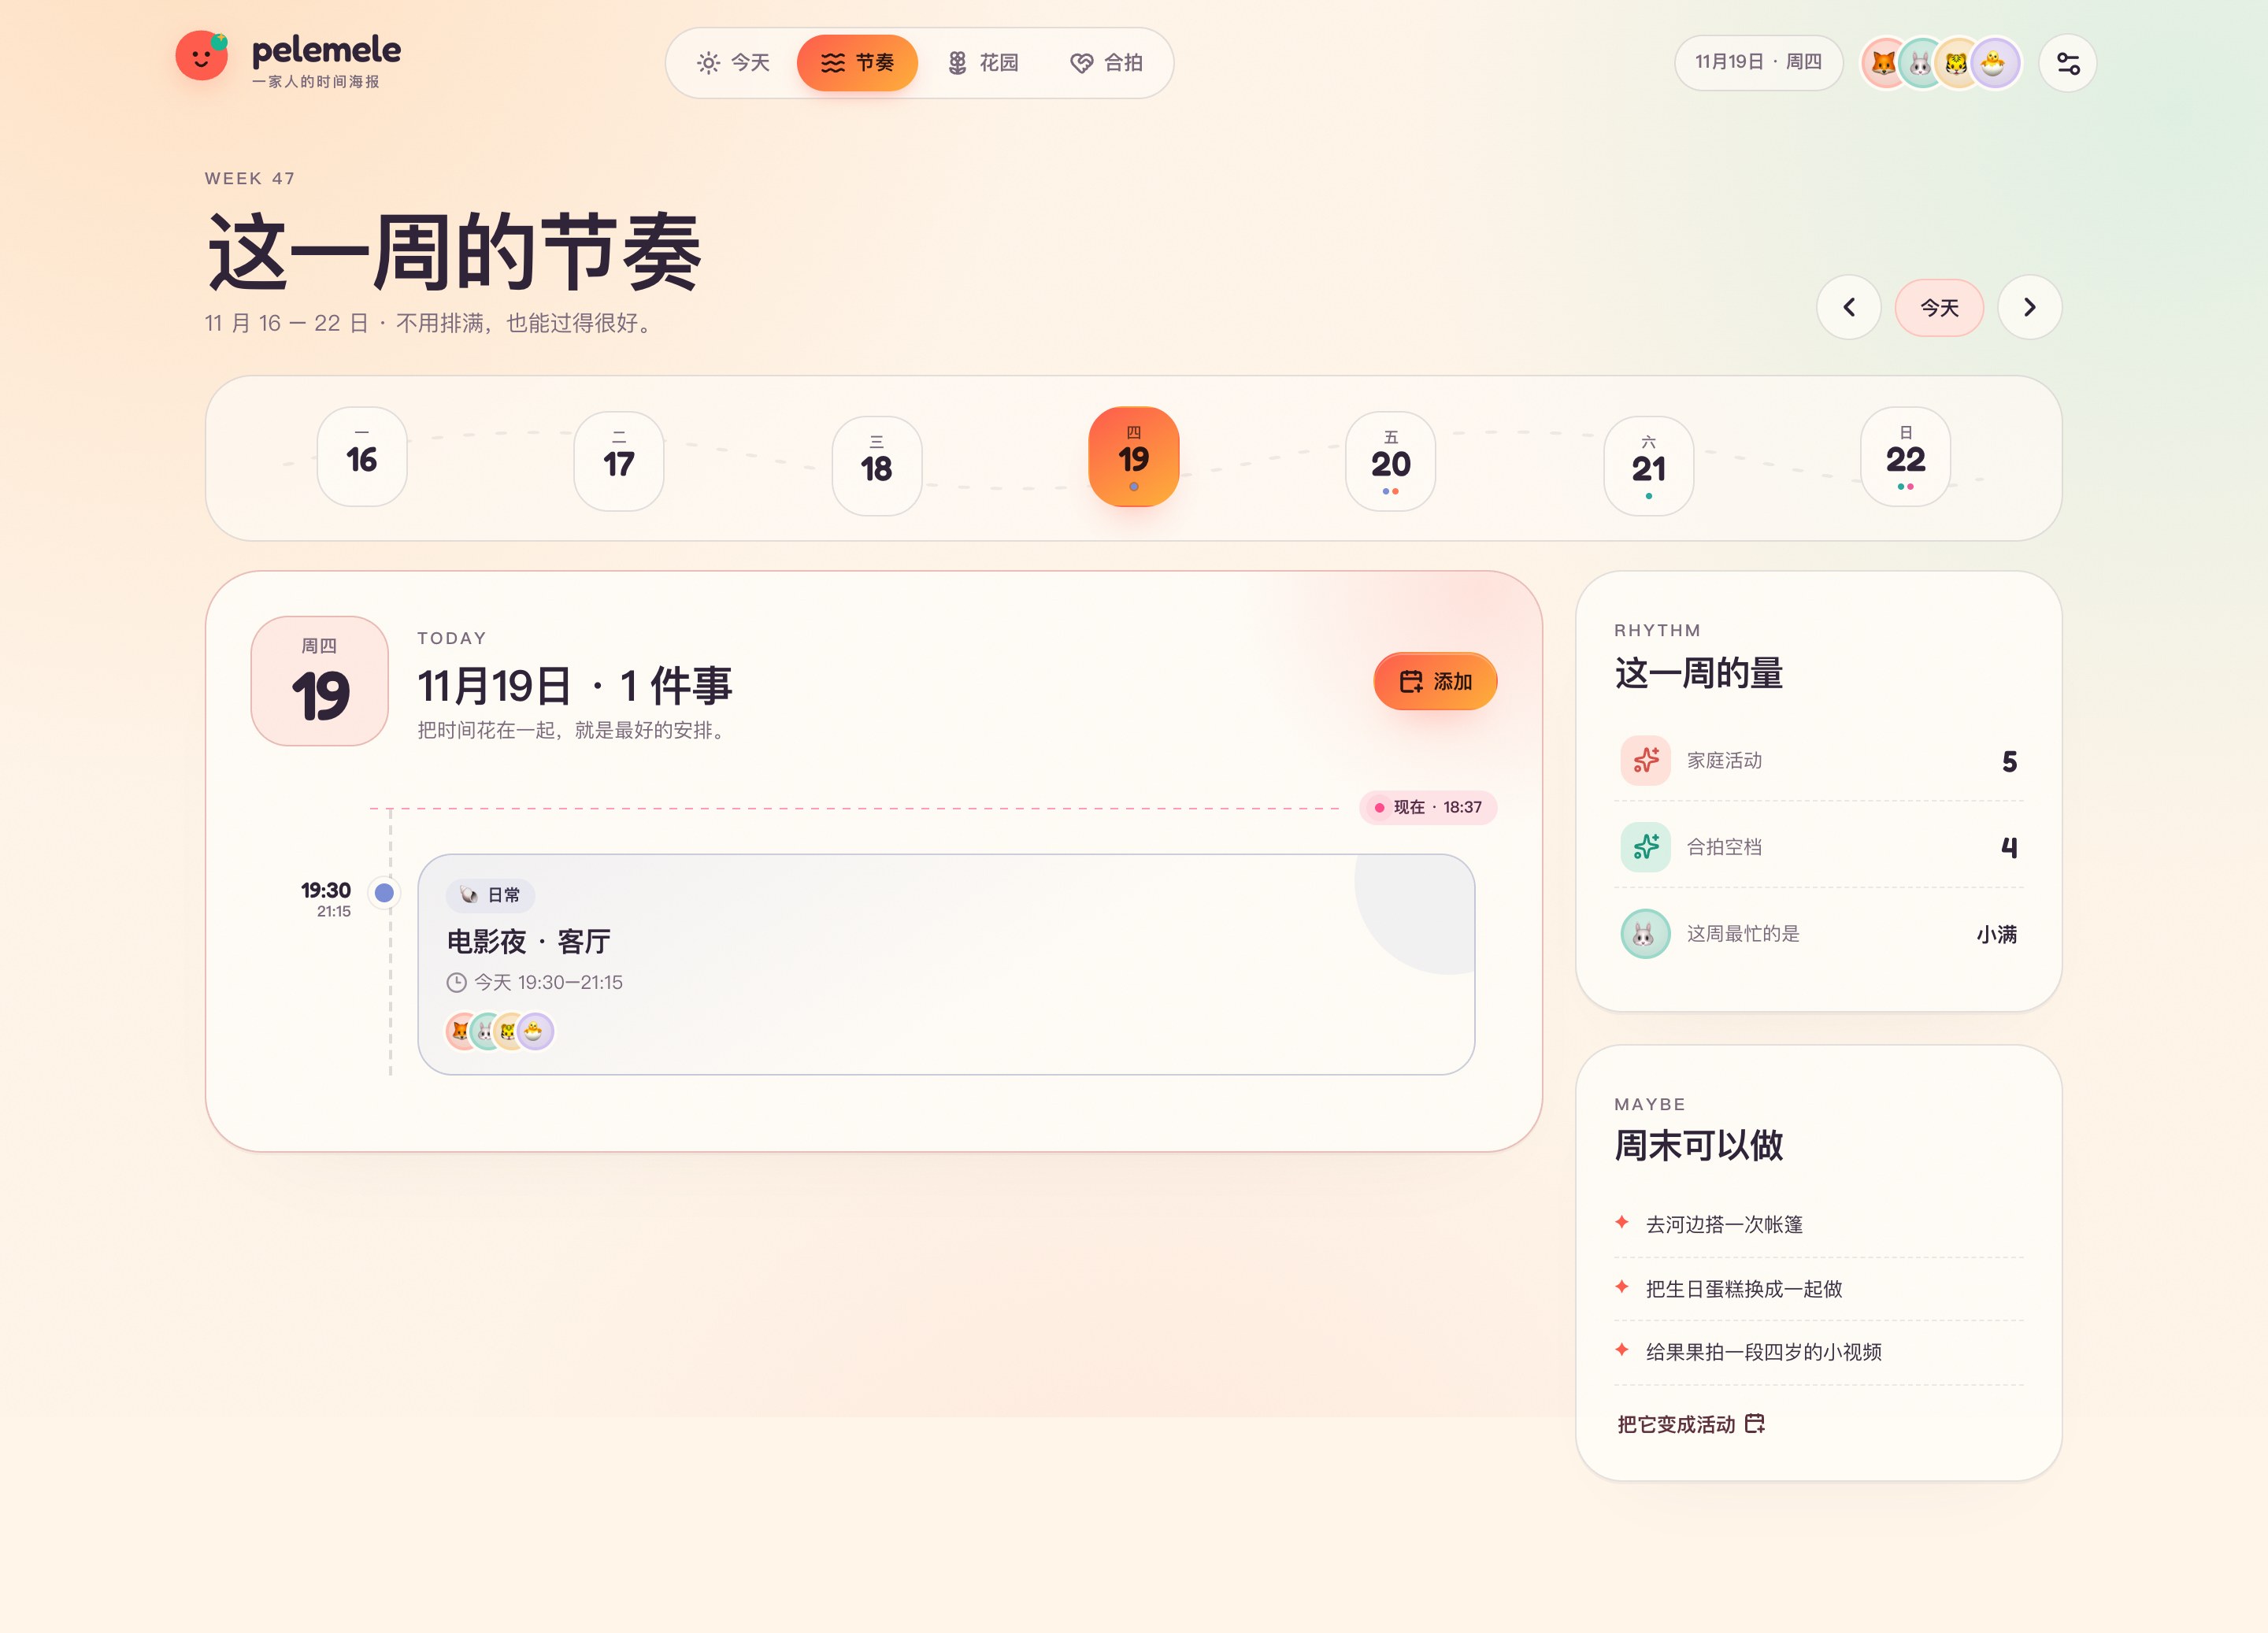 pelemele
一家人的时间海报
今天
节奏
花园
合拍
11月19日 · 周四
WEEK 47
这一周的节奏
11 月 16 — 22 日 · 不用排满，也能过得很好。
今天
一
16
二
17
三
18
四
19
五
20
六
21
日
22
周四
19
TODAY
11月19日 · 1 件事
把时间花在一起，就是最好的安排。
添加
现在 · 18:37
19:30
21:15
日常
电影夜 · 客厅
今天 19:30—21:15
RHYTHM
这一周的量
家庭活动
5
合拍空档
4
这周最忙的是
小满
MAYBE
周末可以做
去河边搭一次帐篷
把生日蛋糕换成一起做
给果果拍一段四岁的小视频
把它变成活动